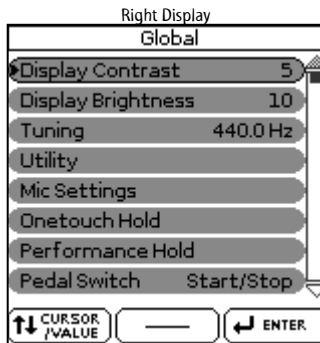 Right Display
Global
Display Contrast 5
Display Brightness 10
Tuning 440.0 Hz
Utility
Mic Settings
Onetouch Hold
Performance Hold
Pedal Switch Start/Stop
CURSOR
/VALUE
ENTER